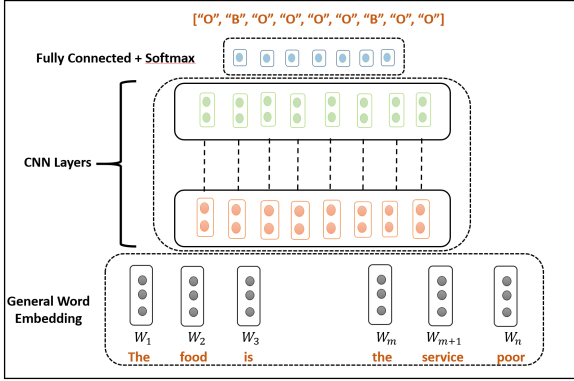 ["O", "B", "O", "O", "O", "O", "B", "O", "O"]
Fully Connected + Softmax
CNN Layers
General Word
Embedding
W1 W2 W3 Wm Wm+1 Wn
The food is the service poor